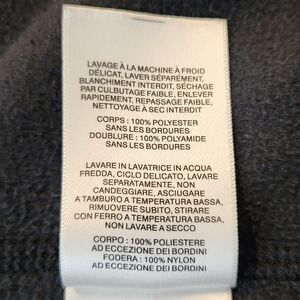 LAVAGE À LA MACHINE À FROID
DÉLICAT, LAVER SÉPARÉMENT,
BLANCHIMENT INTERDIT, SÉCHAGE
PAR CULBUTAGE FAIBLE, ENLEVER
RAPIDEMENT, REPASSAGE FAIBLE,
NETTOYAGE À SEC INTERDIT
CORPS : 100% POLYESTER
SANS LES BORDURES
DOUBLURE : 100% POLYAMIDE
SANS LES BORDURES
LAVARE IN LAVATRICE IN ACQUA
FREDDA, CICLO DELICATO, LAVARE
SEPARATAMENTE, NON
CANDEGGIARE, ASCIUGARE
A TAMBURO A TEMPERATURA BASSA,
RIMUOVERE SUBITO, STIRARE
CON FERRO A TEMPERATURA BASSA,
NON LAVARE A SECCO
CORPO : 100% POLIESTERE
AD ECCEZIONE DEI BORDINI
FODERA : 100% NYLON
AD ECCEZIONE DEI BORDINI